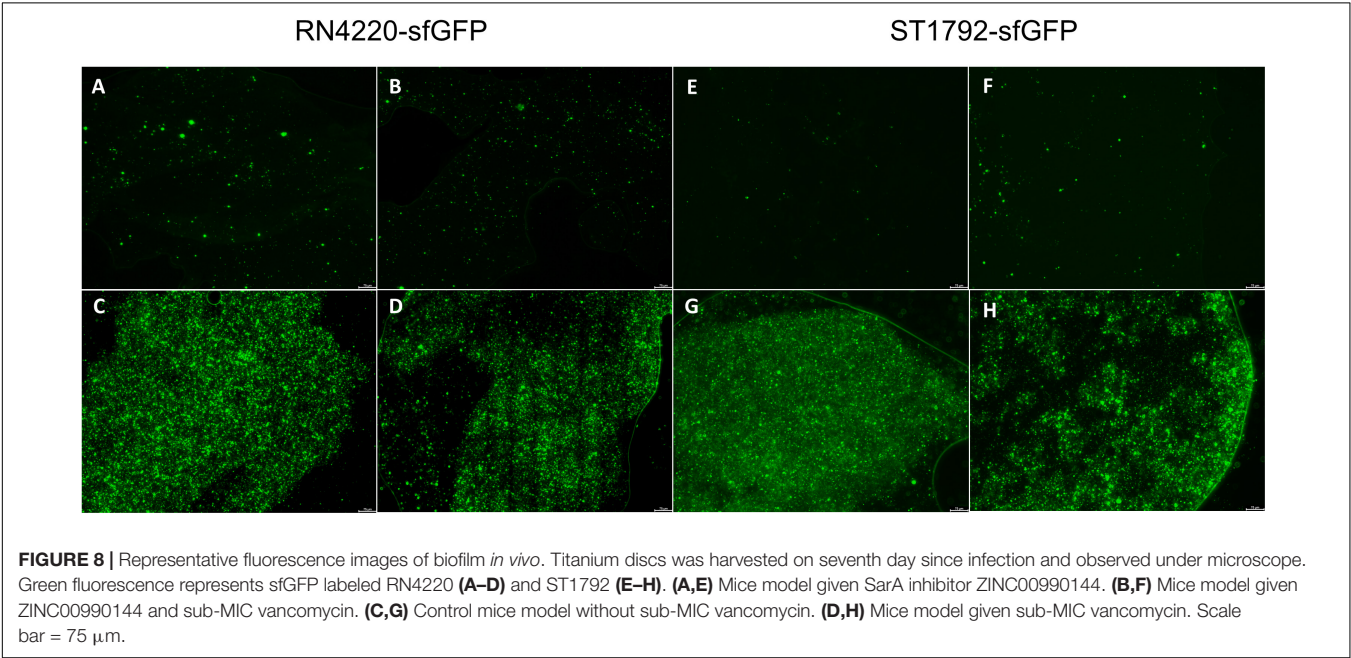 RN4220-sfGFP ST1792-sfGFP
A B E F
C D G H
FIGURE 8 | Representative fluorescence images of biofilm in vivo. Titanium discs was harvested on seventh day since infection and observed under microscope.
Green fluorescence represents sfGFP labeled RN4220 (A–D) and ST1792 (E–H). (A,E) Mice model given SarA inhibitor ZINC00990144. (B,F) Mice model given
ZINC00990144 and sub-MIC vancomycin. (C,G) Control mice model without sub-MIC vancomycin. (D,H) Mice model given sub-MIC vancomycin. Scale
bar = 75 μm.